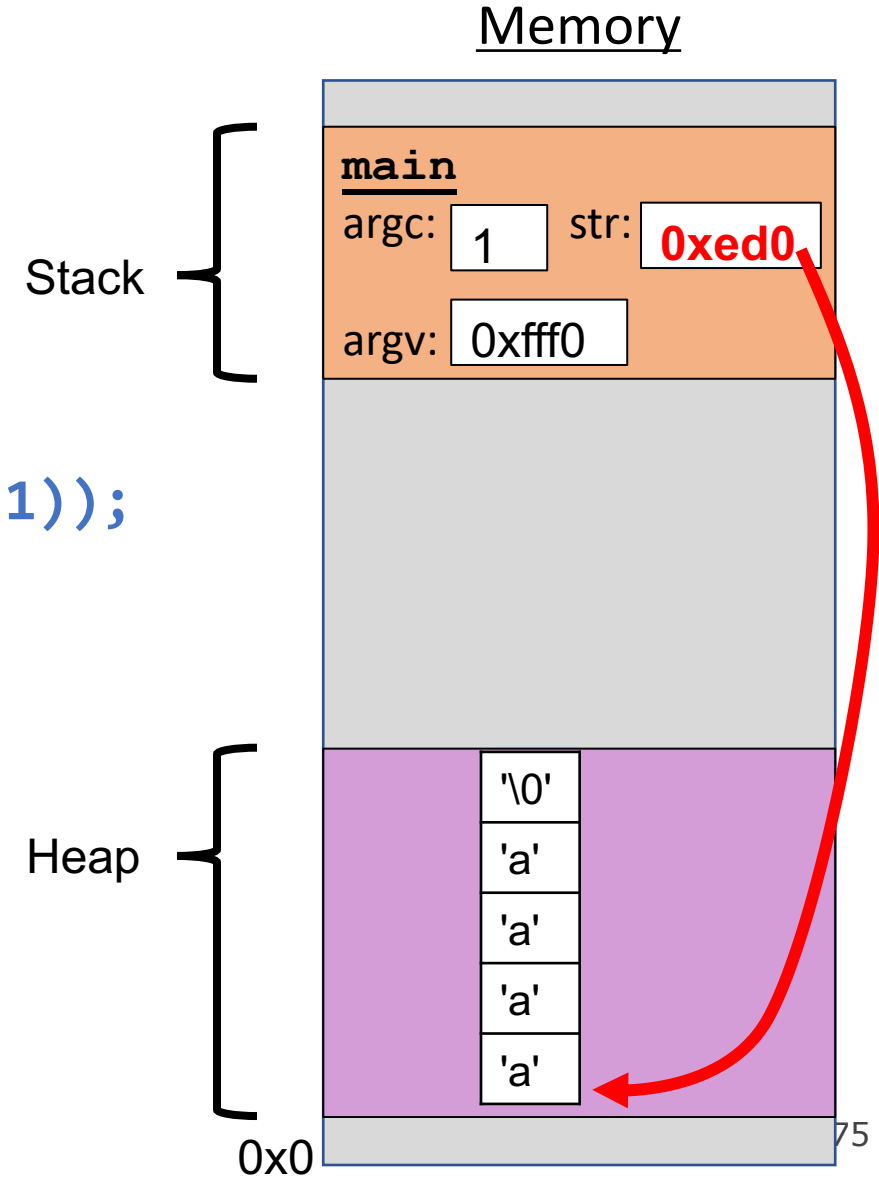 Memory
main
argc: 1 str: 0xed0
Stack
argv: 0xfff0
1));
'\0'
Heap
'a'
'a'
'a'
'a'
75
0x0